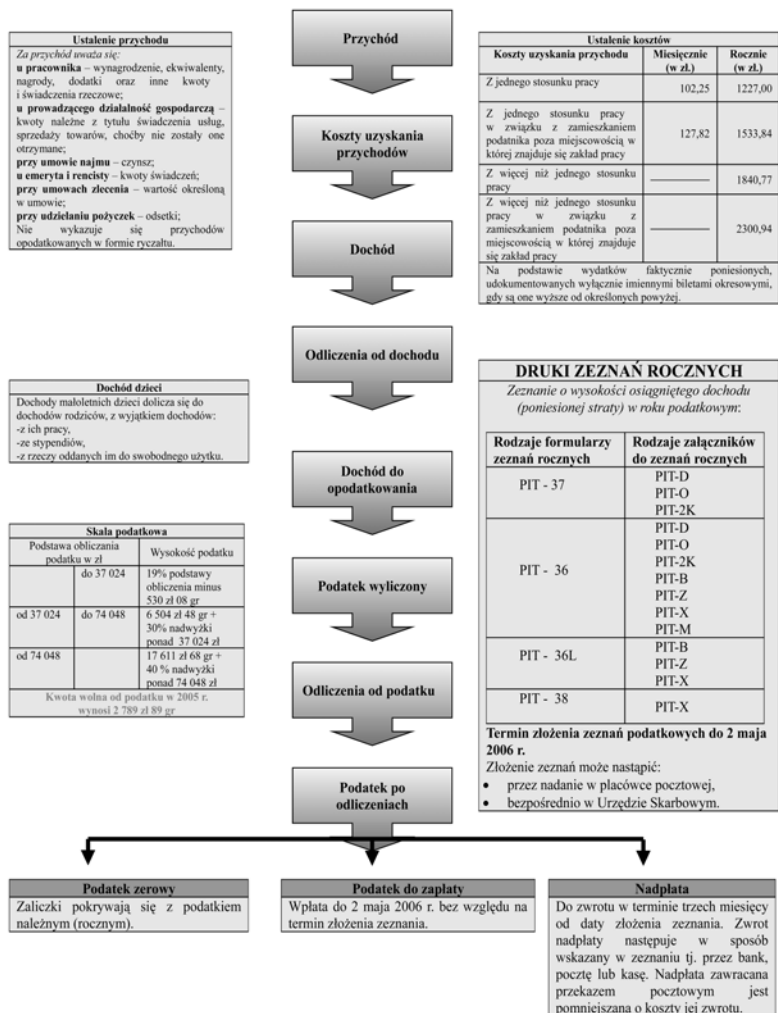 Ustalenie przychodu
Za przychód uważa się:
u pracownika – wynagrodzenie, ekwiwalenty,
nagrody, dodatki oraz inne kwoty
i świadczenia rzeczowe;
u prowadzącego działalność gospodarczą –
kwoty należne z tytułu świadczenia usług,
sprzedaży towarów, choćby nie zostały one
otrzymane;
przy umowie najmu – czynsz;
u emeryta i rencisty – kwoty świadczeń;
przy umowach zlecenia – wartość określoną
w umowie;
przy udzielaniu pożyczek – odsetki;
Nie wykazuje się przychodów
opodatkowanych w formie ryczałtu.
Przychód
Koszty uzyskania
przychodów
Dochód
Odliczenia od dochodu
Dochód do
opodatkowania
Podatek wyliczony
Odliczenia od podatku
Podatek po
odliczeniach
Ustalenie kosztów
Koszty uzyskania przychodu Miesięcznie (w zł.) Rocznie (w zł.)
Z jednego stosunku pracy 102,25 1227,00
Z jednego stosunku pracy
w związku z zamieszkaniem
podatnika poza miejscowością w 127,82 1533,84
której znajduje się zakład pracy
Z więcej niż jednego stosunku
pracy ——— 1840,77
Z więcej niż jednego stosunku
pracy w związku z
zamieszkaniem podatnika poza
miejscowością w której znajduje ——— 2300,94
się zakład pracy
Na podstawie wydatków faktycznie poniesionych,
udokumentowanych wyłącznie imiennymi biletami okresowymi,
gdy są one wyższe od określonych powyżej.
Dochód dzieci
Dochody małoletnich dzieci dolicza się do
dochodów rodziców, z wyjątkiem dochodów:
-z ich pracy,
-ze stypendiów,
-z rzeczy oddanych im do swobodnego użytku.
Skala podatkowa
Podstawa obliczania podatku w zł Wysokość podatku
do 37 024 19% podstawy
obliczenia minus
530 zł 08 gr
od 37 024 do 74 048 6 504 zł 48 gr +
30% nadwyżki
ponad 37 024 zł
od 74 048 17 611 zł 68 gr +
40 % nadwyżki
ponad 74 048 zł
Kwota wolna od podatku w 2005 r.
wynosi 2 789 zł 89 gr
DRUKI ZEZNAŃ ROCZNYCH
Zeznanie o wysokości osiągniętego dochodu
(poniesionej straty) w roku podatkowym:
Rodzaje formularzy zeznań rocznych Rodzaje załączników do zeznań rocznych
PIT - 37 PIT-D
PIT-O
PIT-2K
PIT - 36 PIT-D
PIT-O
PIT-2K
PIT-B
PIT-Z
PIT-X
PIT-M
PIT - 36L PIT-B
PIT-Z
PIT-X
PIT - 38 PIT-X
Termin złożenia zeznań podatkowych do 2 maja
2006 r.
Złożenie zeznań może nastąpić:
• przez nadanie w placówce pocztowej,
• bezpośrednio w Urzędzie Skarbowym.
Podatek zerowy
Zaliczki pokrywają się z podatkiem
należnym (rocznym).
Podatek do zapłaty
Wpłata do 2 maja 2006 r. bez względu na
termin złożenia zeznania.
Nadpłata
Do zwrotu w terminie trzech miesięcy
od daty złożenia zeznania. Zwrot
nadpłaty następuje w sposób
wskazany w zeznaniu tj. przez bank,
pocztę lub kasę. Nadpłata zawracana
przekazem pocztowym jest
pomniejszana o koszty jej zwrotu.